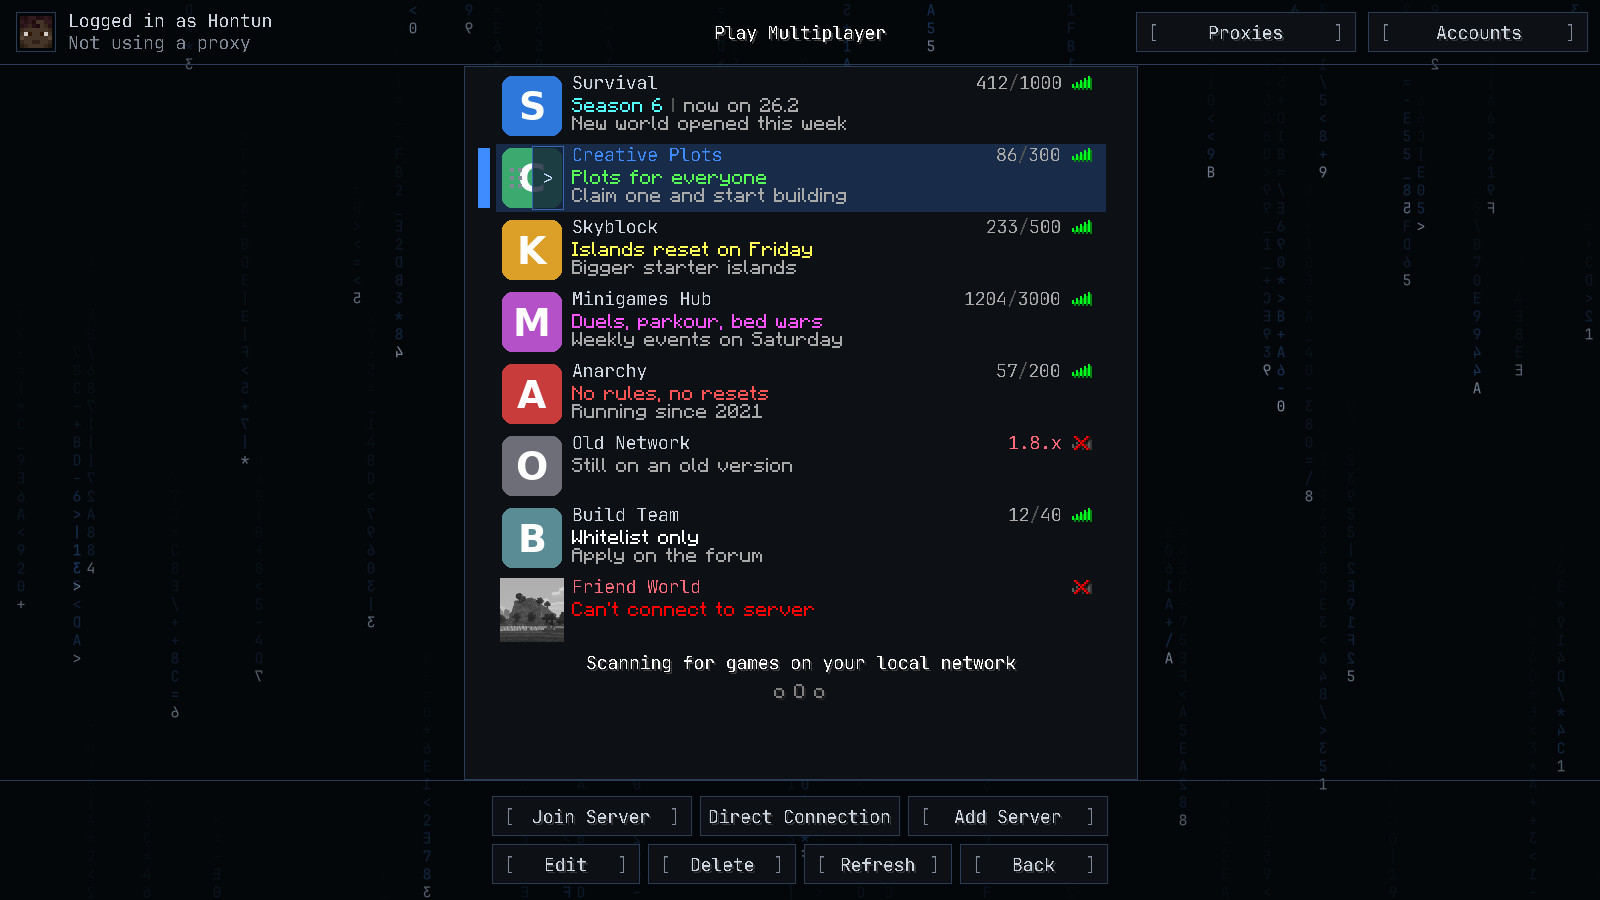 Logged in as Hontun
Not using a proxy
Play Multiplayer
[ Proxies ]
[ Accounts ]
S
Survival
412/1000
Season 6 | now on 26.2
New world opened this week
C
>
Creative Plots
86/300
Plots for everyone
Claim one and start building
K
Skyblock
233/500
Islands reset on Friday
Bigger starter islands
M
Minigames Hub
1204/3000
Duels, parkour, bed wars
Weekly events on Saturday
A
Anarchy
57/200
No rules, no resets
Running since 2021
O
Old Network
1.8.x
Still on an old version
B
Build Team
12/40
Whitelist only
Apply on the forum
Friend World
Can't connect to server
Scanning for games on your local network
o O o
[ Join Server ]
Direct Connection
[ Add Server ]
[ Edit ]
[ Delete ]
[ Refresh ]
[ Back ]